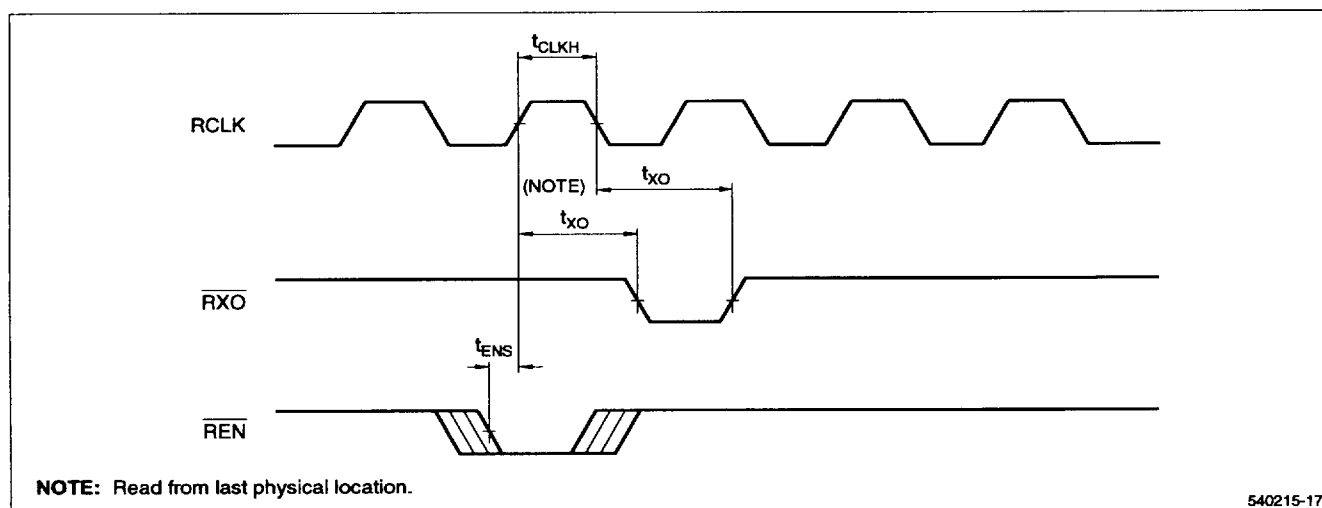 tCLKH
RCLK
(NOTE)
tXO
tXO
RXO
tENS
REN
NOTE: Read from last physical location.
540215-17